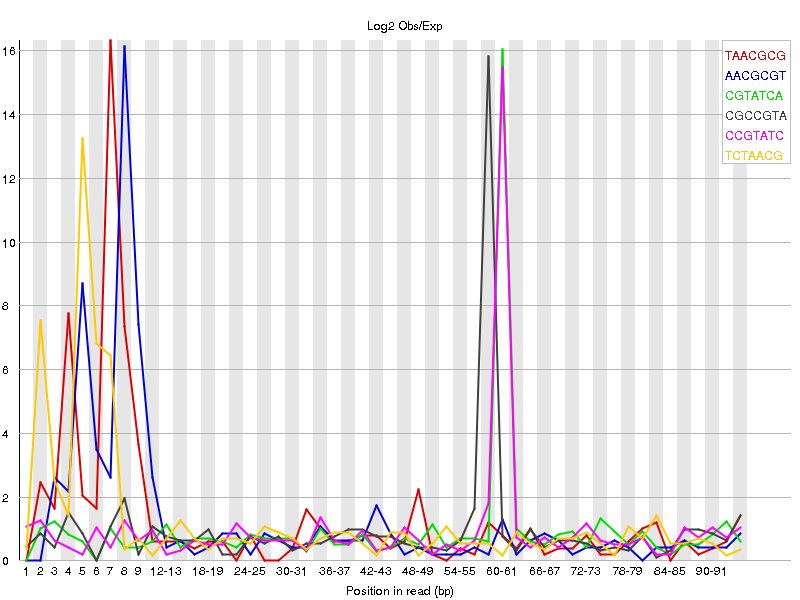 Log2 Obs/Exp
16
14
12
10
8
6
4
2
0
TAACGCG
AACGCGT
CGTATCA
CGCCGTA
CCGTATC
TCTAACG
1 2 3 4 5 6 7 8 9 12-13 18-19 24-25 30-31 36-37 42-43 48-49 54-55 60-61 66-67 72-73 78-79 84-85 90-91
Position in read (bp)